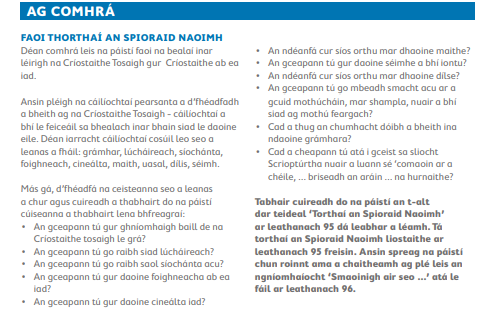 AG COMHRÁ
FAOI THORTHAÍ AN SPIORAID NAOIMH
Déan comhrá leis na páistí faoi na bealaí inar
léirigh na Críostaithe Tosaigh gur Críostaithe ab ea
iad.
Ansin pléigh na cáilíochtaí pearsanta a d'fhéadfadh
a bheith ag na Críostaithe Tosaigh - cáilíochtaí a
bhí le feiceáil sa bhealach inar bhain siad le daoine
eile. Déan iarracht cáilíochtaí cosúil leo seo a
leanas a fháil: grámhar, lúcháireach, síochánta,
foighneach, cineálta, maith, uasal, dílis, séimh.
Más gá, d'fhéadfá na ceisteanna seo a leanas
a chur agus cuireadh a thabhairt do na páistí
cúiseanna a thabhairt lena bhfreagraí:
• An gceapann tú gur ghníomhaigh baill de na
Críostaithe tosaigh le grá?
• An gceapann tú go raibh siad lúcháireach?
• An gceapann tú go raibh saol síochánta acu?
• An gceapann tú gur daoine foighneacha ab ea
iad?
• An gceapann tú gur daoine cineálta iad?
• An ndéanfá cur síos orthu mar dhaoine maithe?
• An gceapann tú gur daoine séimhe a bhí iontu?
• An ndéanfá cur síos orthu mar dhaoine dílse?
• An gceapann tú go mbeadh smacht acu ar a
gcuid mothúcháin, mar shampla, nuair a bhí
siad ag mothú feargach?
• Cad a thug an chumhacht dóibh a bheith ina
ndaoine grámhara?
• Cad a cheapann tú atá i gceist sa sliocht
Scrioptúrtha nuair a luann sé 'comaoin ar a
chéile, ... briseadh an aráin ... na hurnaithe?
Tabhair cuireadh do na páistí an t-alt
dar teideal 'Torthaí an Spioraid Naoimh'
ar leathanach 95 dá leabhar a léamh. Tá
torthaí an Spioraid Naoimh liostaithe ar
leathanach 95 freisin. Ansin spreag na páistí
chun roinnt ama a chaitheamh ag plé leis an
ngníomhaíocht 'Smaoinigh air seo ...' atá le
fáil ar leathanach 96.